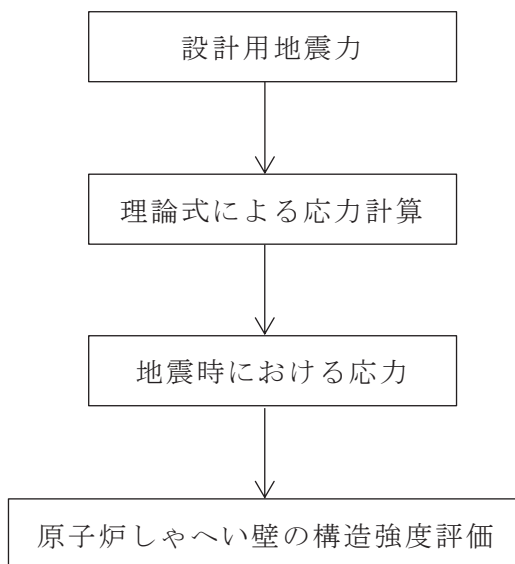 設計用地震力
理論式による応力計算
地震時における応力
原子炉しゃへい壁の構造強度評価